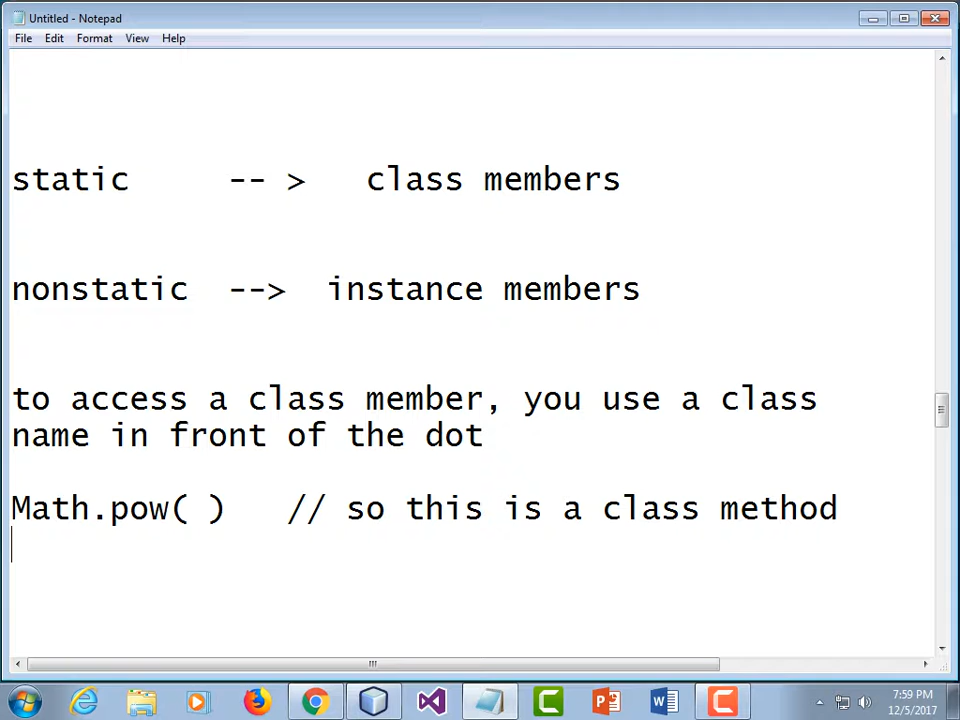 Untitled - Notepad
File Edit Format View Help
static -- > class members
nonstatic --> instance members
to access a class member, you use a class
name in front of the dot
Math.pow( ) // so this is a class method
7:59 PM
12/5/2017